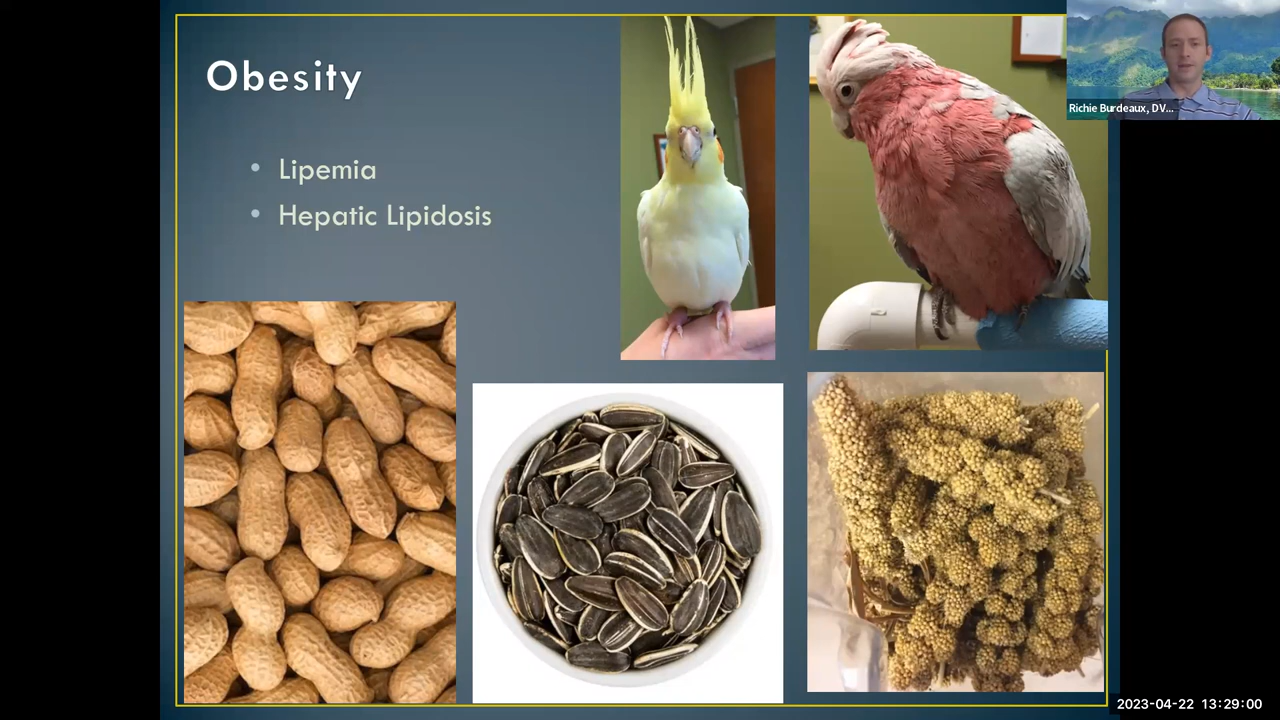 Obesity
• Lipemia
• Hepatic Lipidosis
Richie Burdeaux, DV...
2023-04-22 13:29:00